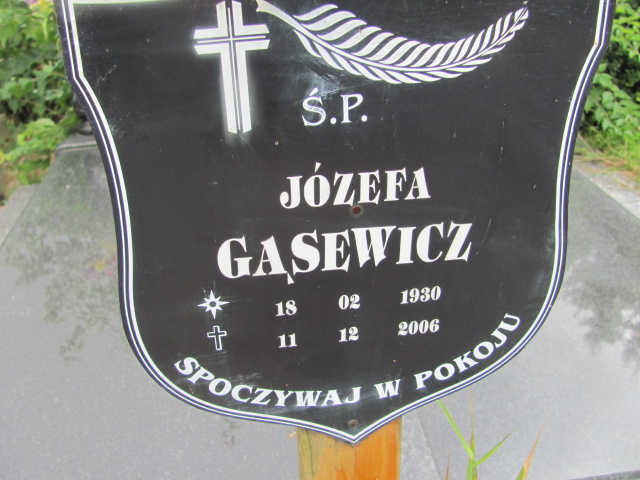 Ś.P.
JÓZEFA
GĄSEWICZ
18 02 1930
11 12 2006
SPOCZYWAJ W POKOJU